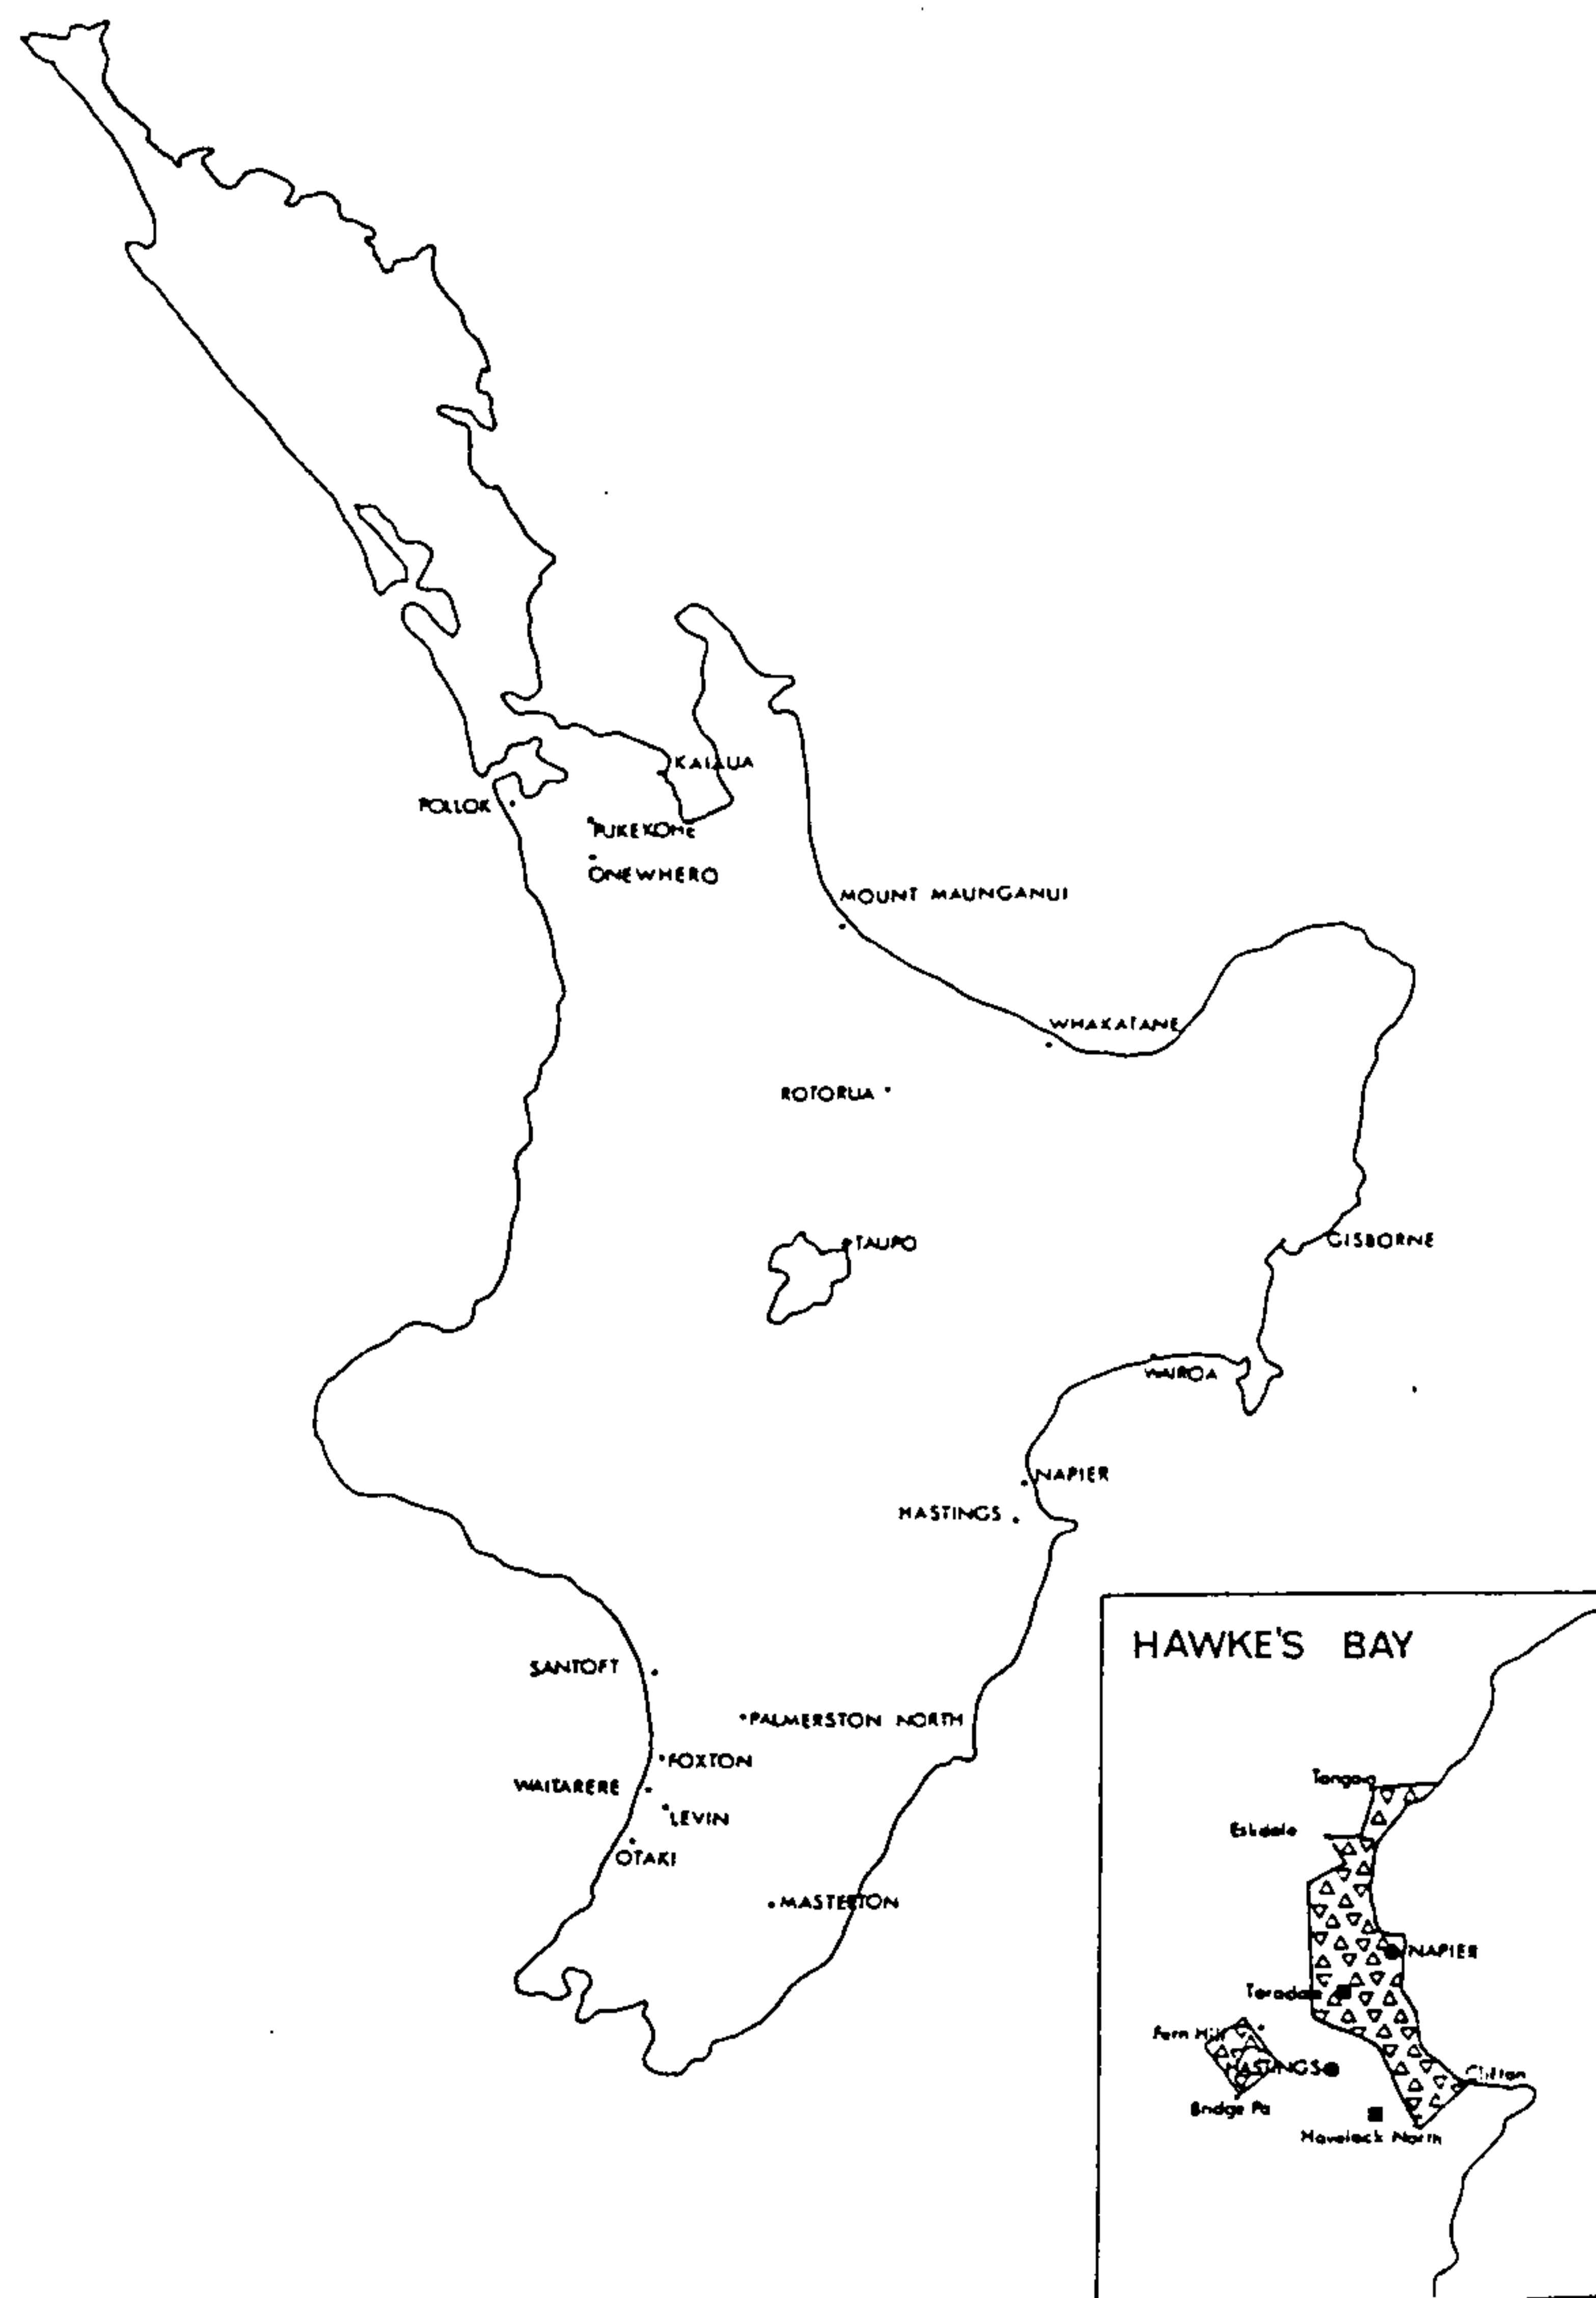 KAIAUA
POLLOK
PUKEKOHE
ONEWHERO
MOUNT MAUNGANUI
WHAKATANE
ROTORUA
TAUPO
GISBORNE
WAIROA
NAPIER
HASTINGS
HAWKE'S BAY
SANTOFT
PALMERSTON NORTH
FOXTON
WAITARERE
LEVIN
OTAKI
MASTERTON
Tangoio
Eskdale
NAPIER
Taradale
Fern Hill
HASTINGS
Clifton
Bridge Pa
Havelock North